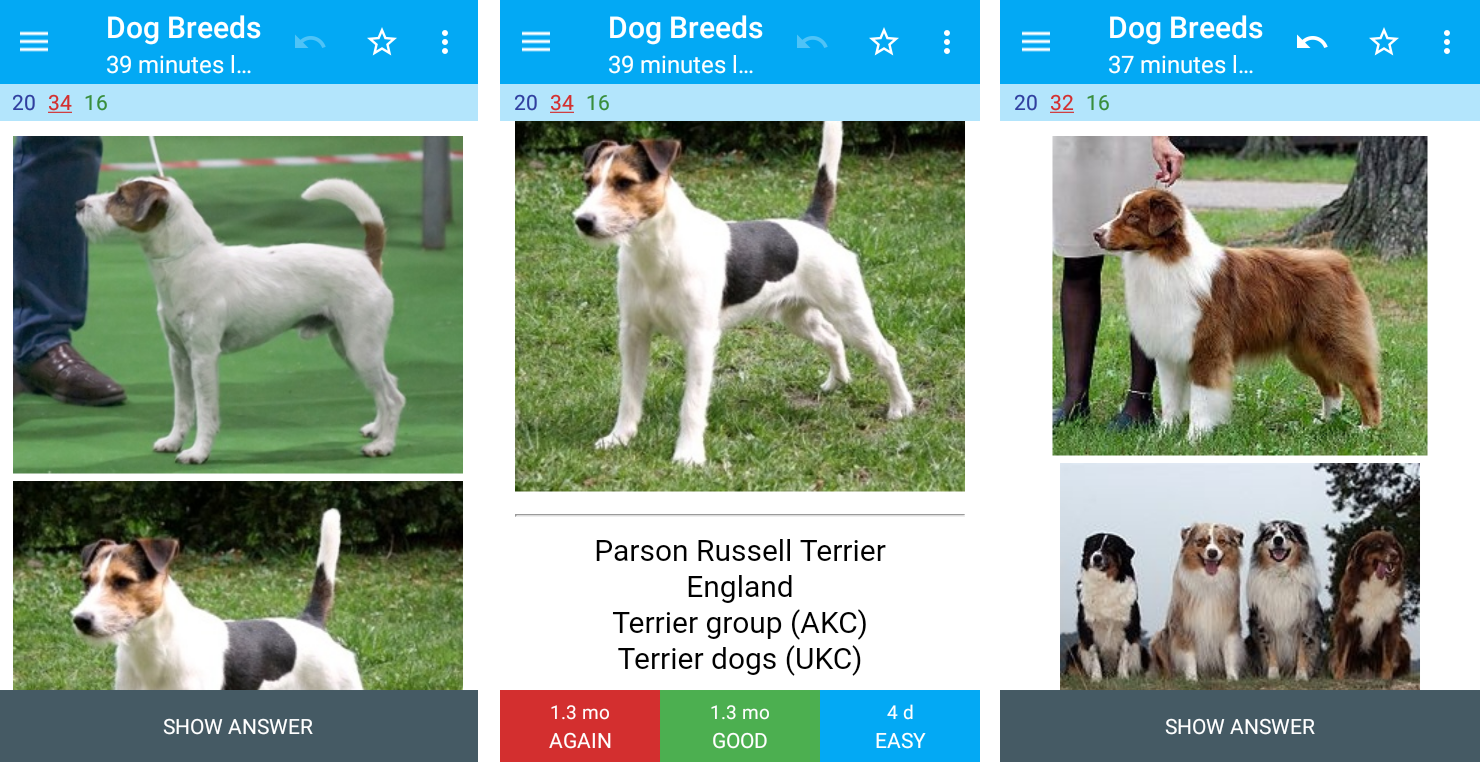 Dog Breeds
39 minutes l...
20 34 16
SHOW ANSWER
Dog Breeds
39 minutes l...
20 34 16
Parson Russell Terrier
England
Terrier group (AKC)
Terrier dogs (UKC)
1.3 mo
AGAIN
1.3 mo
GOOD
4 d
EASY
Dog Breeds
37 minutes l...
20 32 16
SHOW ANSWER